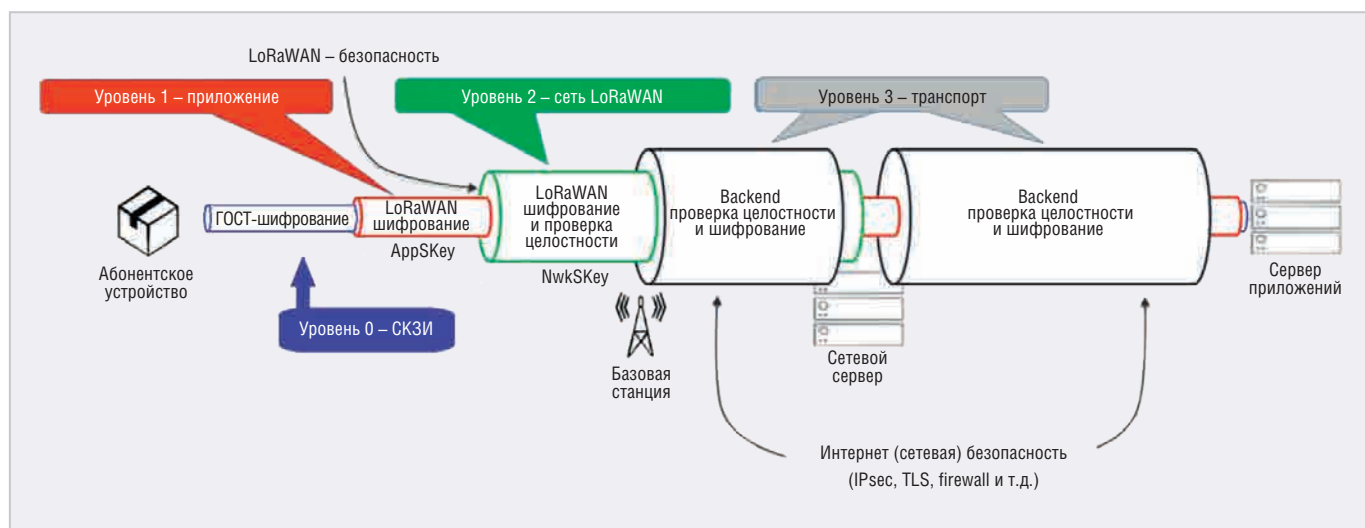 LoRaWAN – безопасность
Уровень 1 – приложение
Уровень 2 – сеть LoRaWAN
Уровень 3 – транспорт
Абонентское
устройство
ГОСТ-шифрование
LoRaWAN
шифрование
AppSKey
LoRaWAN
шифрование
и проверка
целостности
NwkSKey
Backend
проверка целостности
и шифрование
Backend
проверка целостности
и шифрование
Сервер
приложений
Уровень 0 – СКЗИ
Базовая
станция
Сетевой
сервер
Интернет (сетевая) безопасность
(IPsec, TLS, firewall и т.д.)